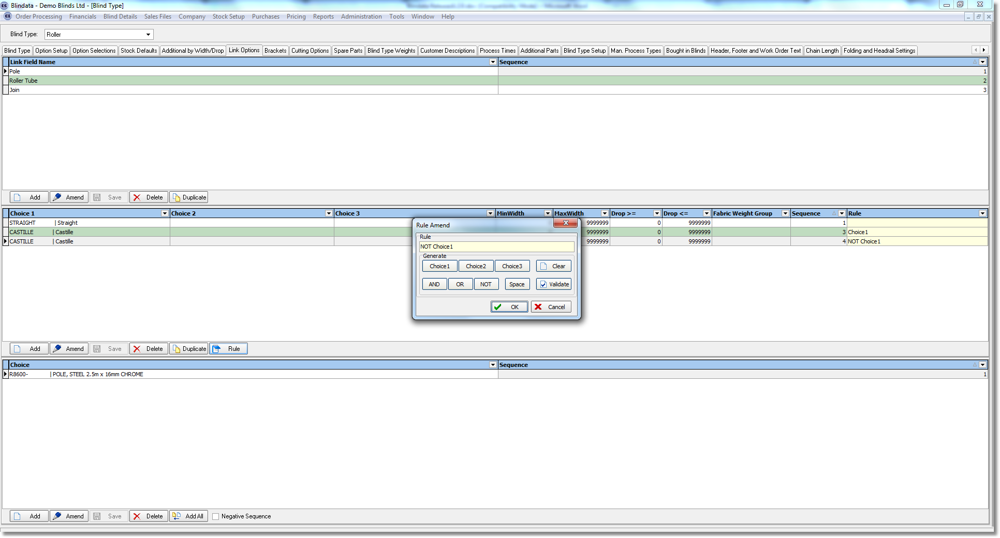 Blindata - Demo Blinds Ltd - [Blind Type]
Order Processing Financials Blind Details Sales Files Company Stock Setup Purchases Pricing Reports Administration Tools Window Help
Blind Type: Roller
Blind Type Option Setup Option Selections Stock Defaults Additional by Width/Drop Link Options Brackets Cutting Options Spare Parts Blind Type Weights Customer Descriptions Process Times Additional Parts Blind Type Setup Man. Process Types Bought in Blinds Header, Footer and Work Order Text Chain Length Folding and Headrail Settings
Link Field Name Sequence
Pole 1
Roller Tube 2
Join 3
Add Amend Save Delete Duplicate
Choice 1 Choice 2 Choice 3 MinWidth MaxWidth Drop >= Drop <= Fabric Weight Group Sequence Rule
STRAIGHT | Straight 9999999 0 9999999 1
CASTILLE | Castille 9999999 0 9999999 3 Choice1
CASTILLE | Castille 9999999 0 9999999 4 NOT Choice1
Rule Amend
Rule
NOT Choice1
Generate
Choice1 Choice2 Choice3 Clear
AND OR NOT Space Validate
OK Cancel
Add Amend Save Delete Duplicate Rule
Choice Sequence
R8600- | POLE, STEEL 2.5m x 16mm CHROME 1
Add Amend Save Delete Add All Negative Sequence